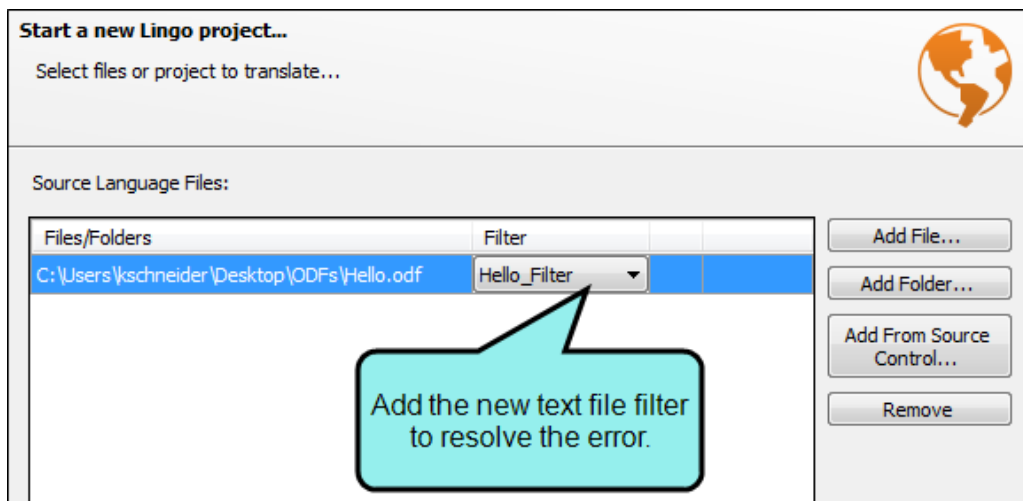 Start a new Lingo project...
Select files or project to translate...
Source Language Files:
Files/Folders Filter
C:\Users\kschneider\Desktop\ODFs\Hello.odf Hello_Filter
Add File...
Add Folder...
Add From Source
Control...
Remove
Add the new text file filter
to resolve the error.